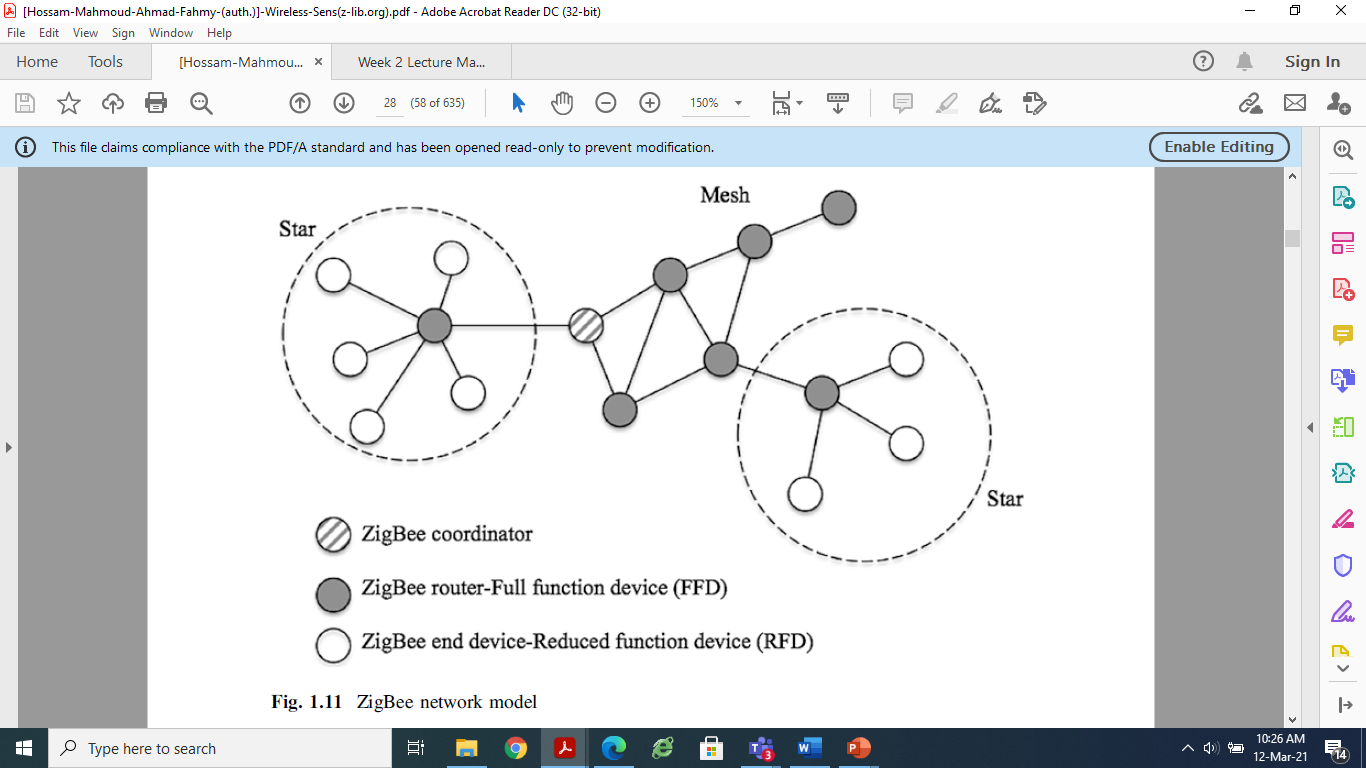 [Hossam-Mahmoud-Ahmad-Fahmy-(auth.)]-Wireless-Sens(z-lib.org).pdf - Adobe Acrobat Reader DC (32-bit)
File Edit View Sign Window Help
Home Tools [Hossam-Mahmou... × Week 2 Lecture Ma... Sign In
28 (58 of 635) 150%
This file claims compliance with the PDF/A standard and has been opened read-only to prevent modification. Enable Editing
Mesh
Star
Star
ZigBee coordinator
ZigBee router-Full function device (FFD)
ZigBee end device-Reduced function device (RFD)
Fig. 1.11 ZigBee network model
Type here to search
10:26 AM
12-Mar-21
3
14